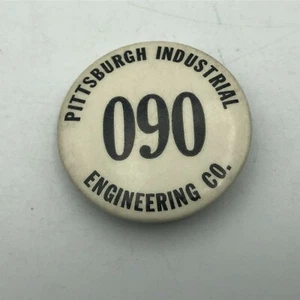 PITTSBURGH INDUSTRIAL
090
ENGINEERING CO.